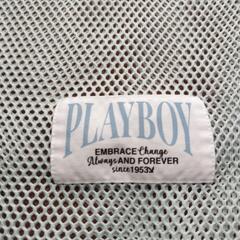 PLAYBOY
EMBRACE Change
Always AND FOREVER
since 1953